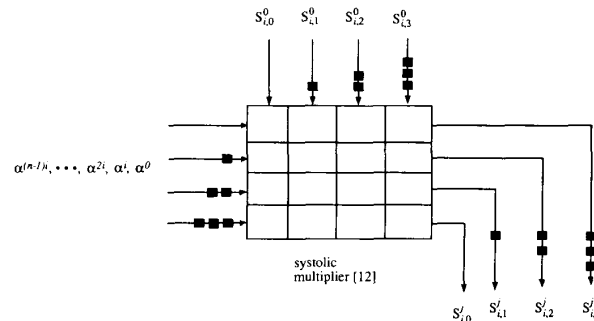 S⁰ᵢ,₀ S⁰ᵢ,₁ S⁰ᵢ,₂ S⁰ᵢ,₃
α⁽ⁿ⁻¹⁾ⁱ, •••, α²ⁱ, αⁱ, α⁰
systolic
multiplier [12]
Sʲᵢ,₀ Sʲᵢ,₁ Sʲᵢ,₂